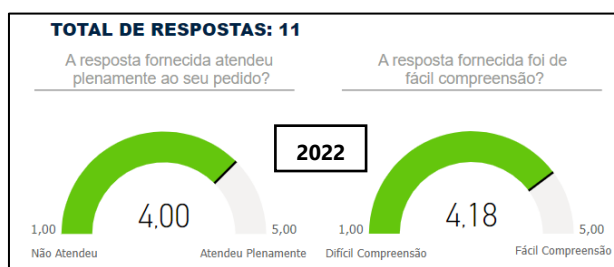 TOTAL DE RESPOSTAS: 11
A resposta fornecida atendeu
plenamente ao seu pedido?
A resposta fornecida foi de
fácil compreensão?
2022
4,00
1,00
5,00
Não Atendeu
Atendeu Plenamente
4,18
1,00
5,00
Difícil Compreensão
Fácil Compreensão